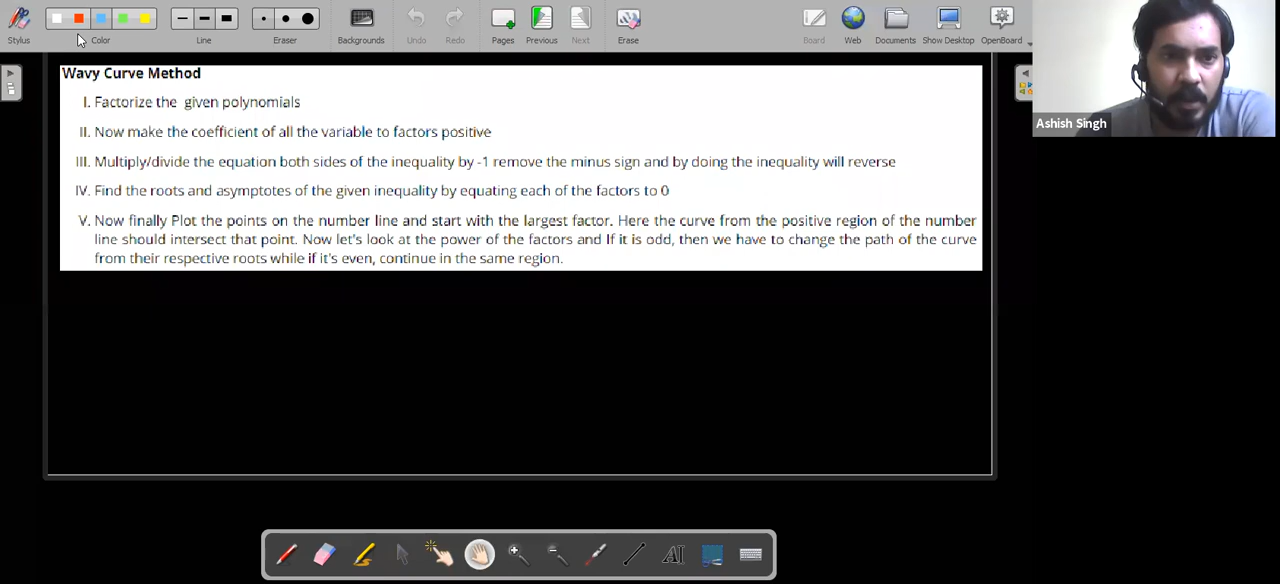 Stylus
Color
Line
Eraser
Backgrounds
Undo
Redo
Pages
Previous
Next
Erase
Board
Web
Documents
Show Desktop
OpenBoard
Ashish Singh
Wavy Curve Method
I. Factorize the given polynomials
II. Now make the coefficient of all the variable to factors positive
III. Multiply/divide the equation both sides of the inequality by -1 remove the minus sign and by doing the inequality will reverse
IV. Find the roots and asymptotes of the given inequality by equating each of the factors to 0
V. Now finally Plot the points on the number line and start with the largest factor. Here the curve from the positive region of the number
line should intersect that point. Now let's look at the power of the factors and If it is odd, then we have to change the path of the curve
from their respective roots while if it's even, continue in the same region.
AI